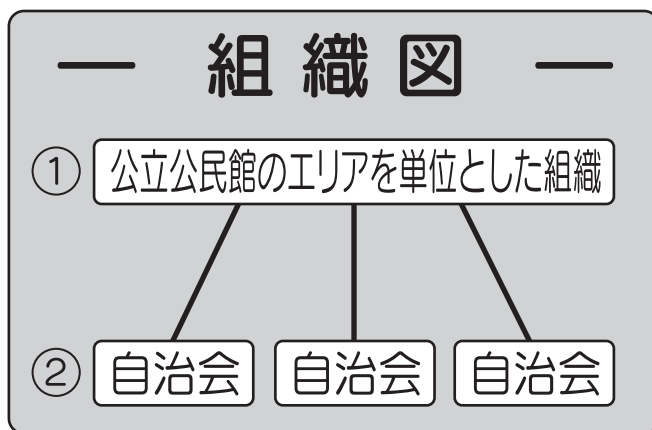 組織図
① 公立公民館のエリアを単位とした組織
② 自治会 自治会 自治会